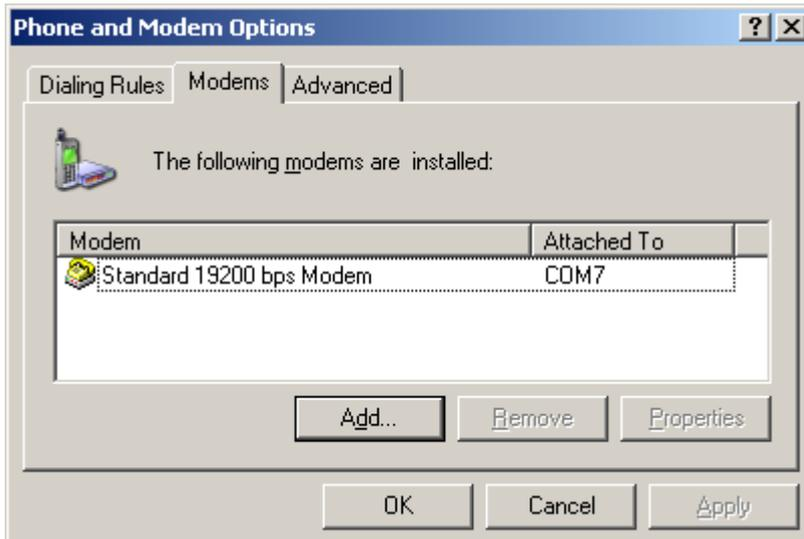 Phone and Modem Options
Dialing Rules Modems Advanced
The following modems are installed:
Modem Attached To
Standard 19200 bps Modem COM7
Add... Remove Properties
OK Cancel Apply